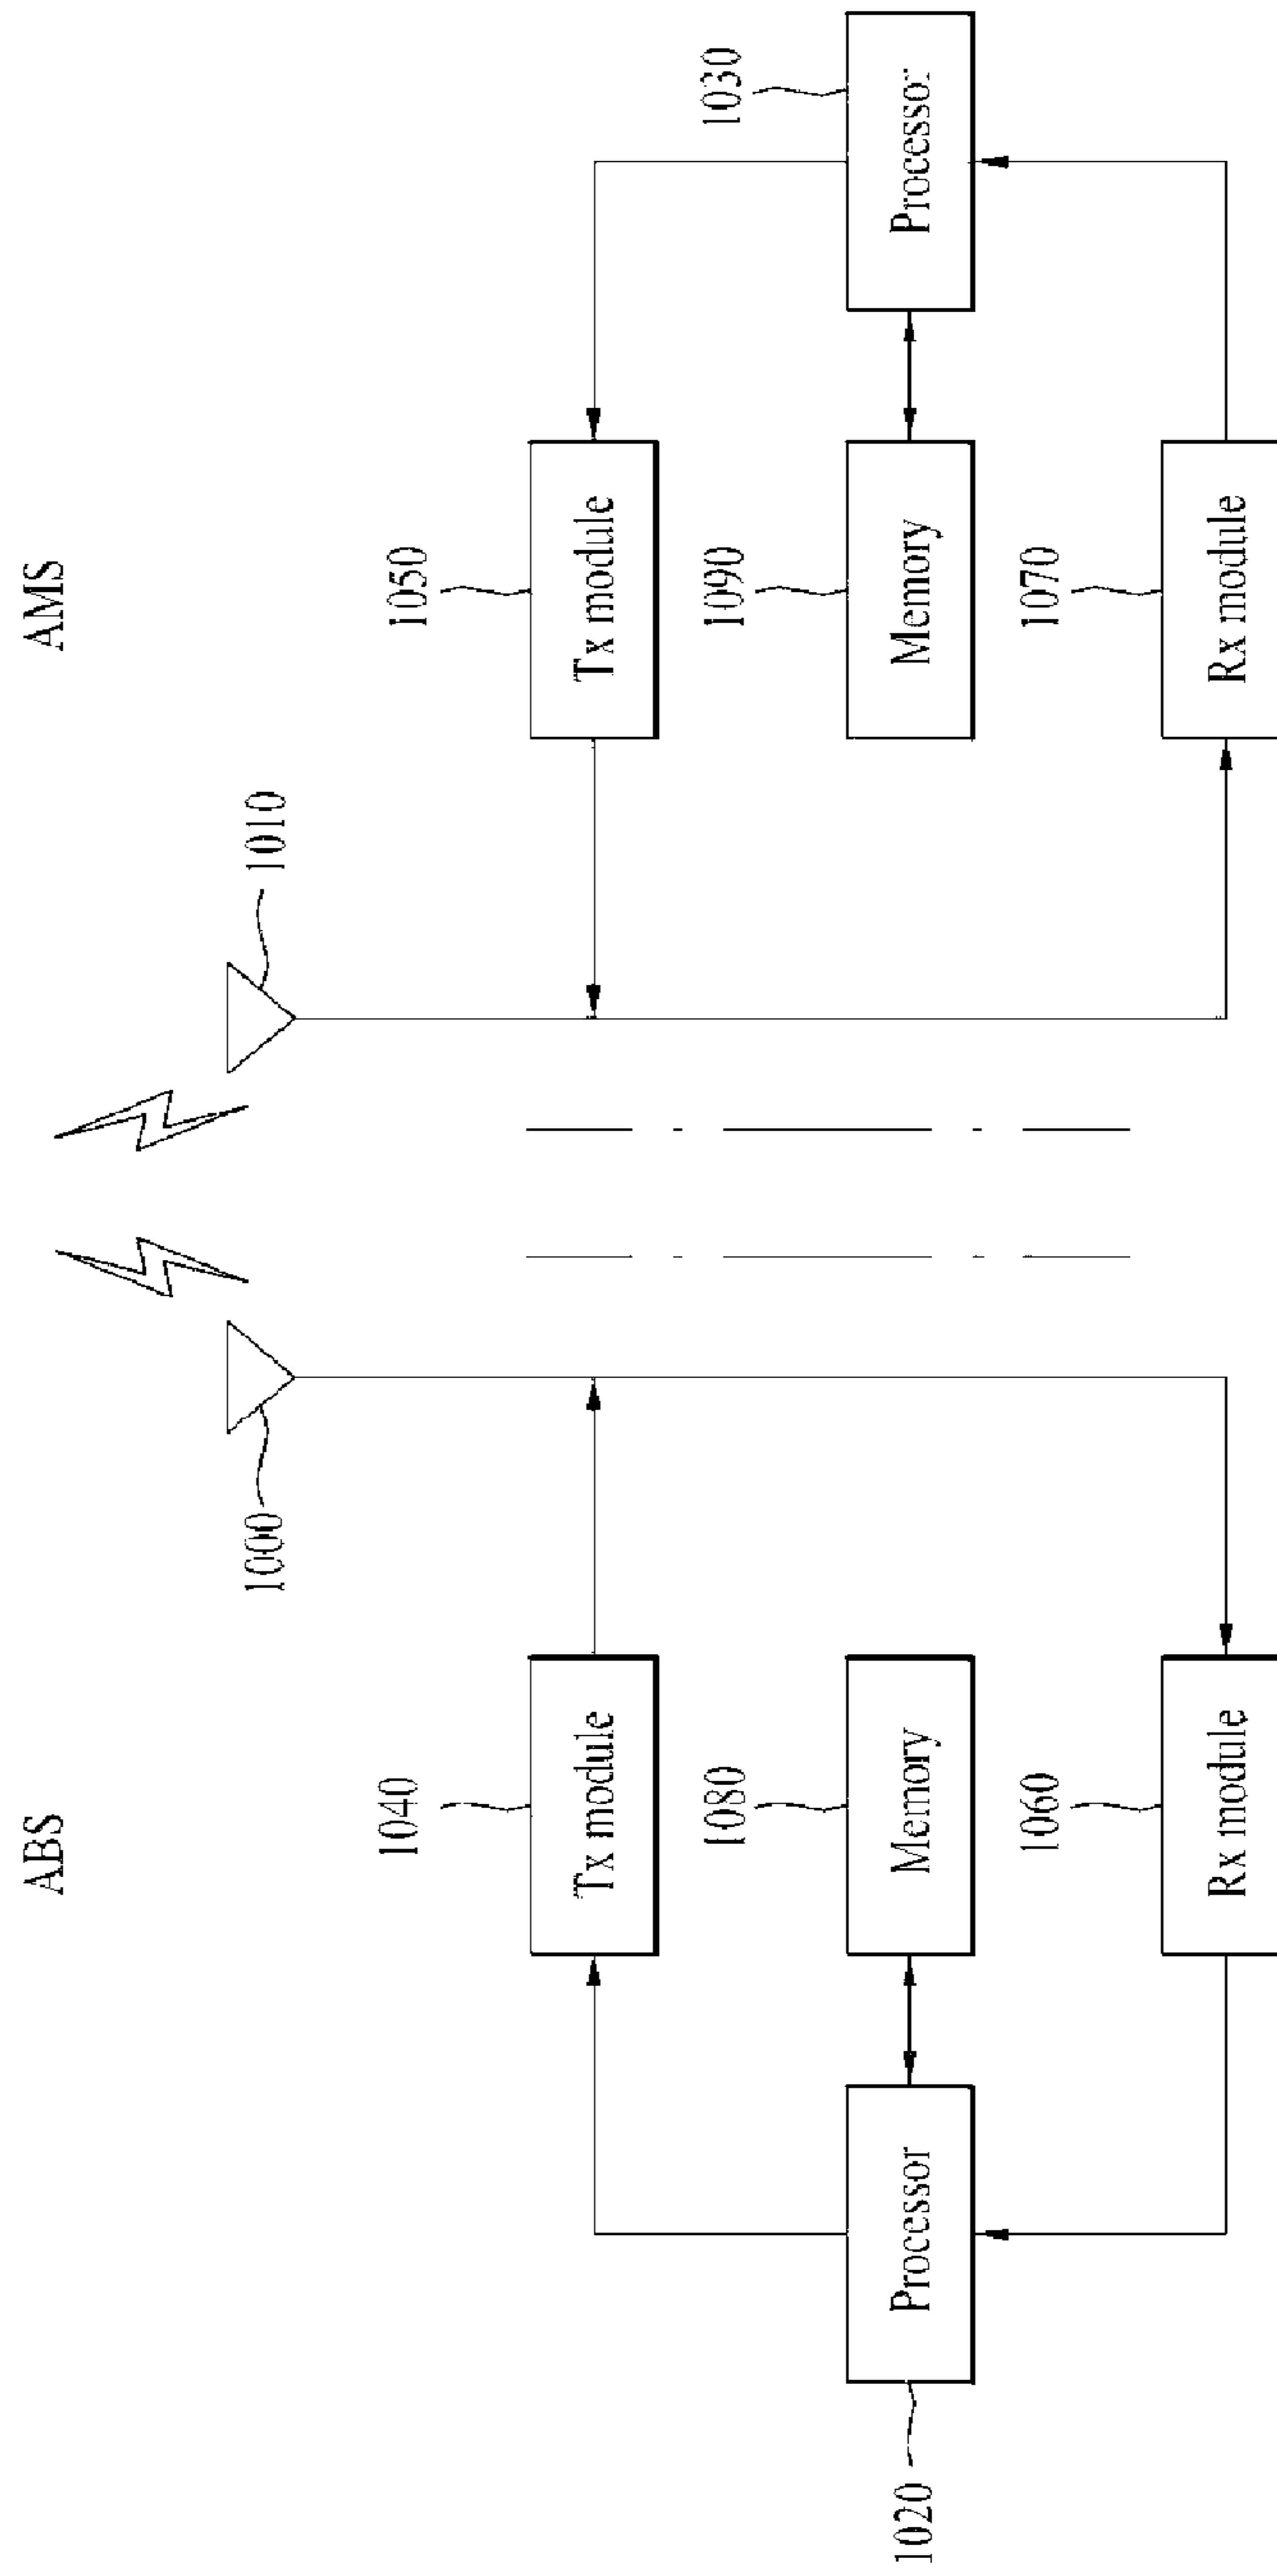 ABS
AMS
1000
1010
1040
Tx module
1050
Tx module
1080
Memory
1090
Memory
1020
Processor
1030
Processor
1060
Rx module
1070
Rx module